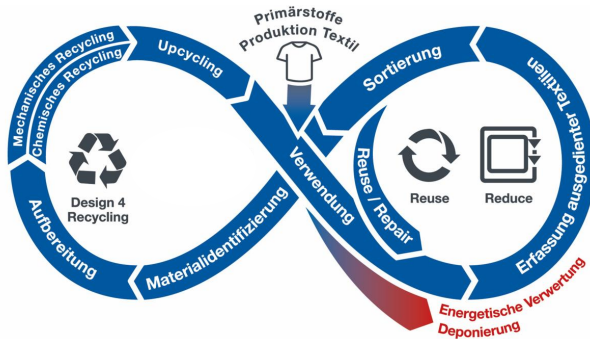 Primärstoffe
Produktion Textil
Mechanisches Recycling
Chemisches Recycling
Upcycling
Sortierung
Erfassung ausgedienter Textilien
Verwendung
Reuse / Repair
Reuse
Reduce
Design 4
Recycling
Aufbereitung
Materialidentifizierung
Energetische Verwertung
Deponierung